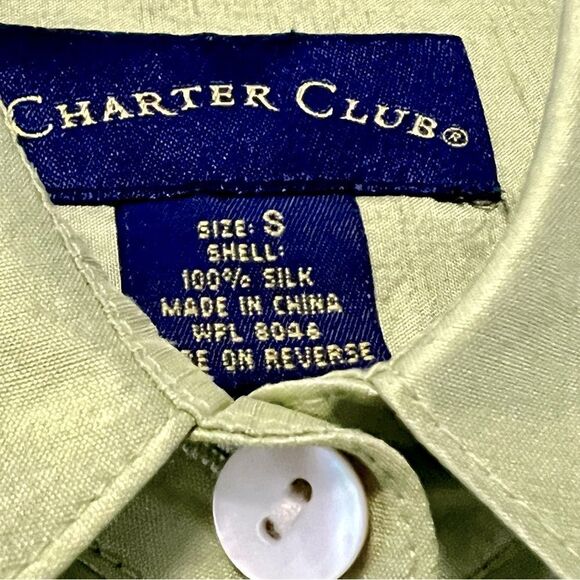 CHARTER CLUB®
SIZE: S
SHELL:
100% SILK
MADE IN CHINA
WPL 8046
ON REVERSE